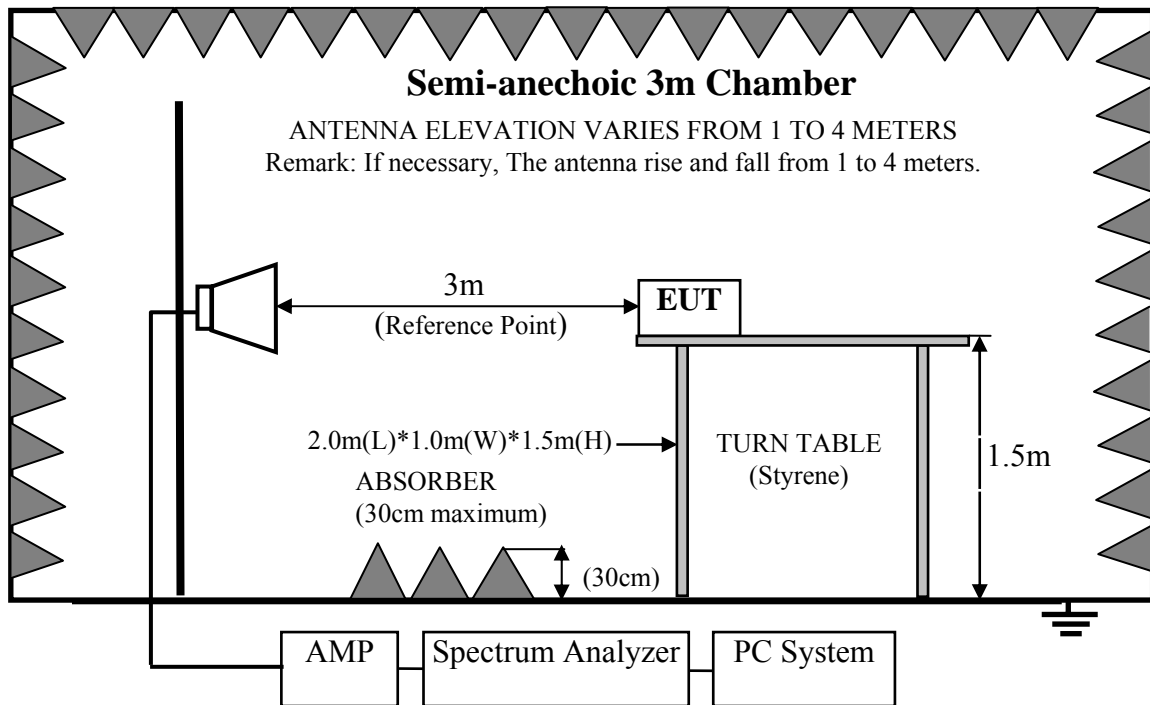 Semi-anechoic 3m Chamber
ANTENNA ELEVATION VARIES FROM 1 TO 4 METERS
Remark: If necessary, The antenna rise and fall from 1 to 4 meters.
3m
(Reference Point)
EUT
2.0m(L)*1.0m(W)*1.5m(H)
ABSORBER
(30cm maximum)
TURN TABLE
(Styrene)
1.5m
(30cm)
AMP
Spectrum Analyzer
PC System